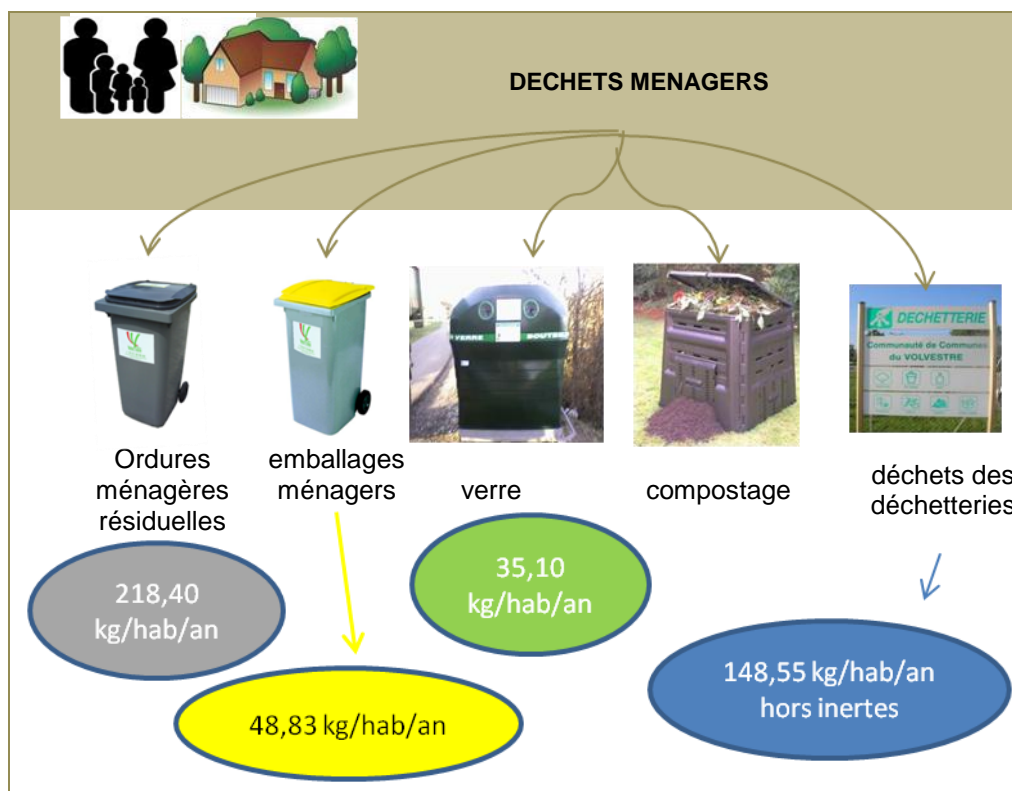 DECHETS MENAGERS
VERRE
BOUTEI
DECHETTERIE
Communauté de Communes
du VOLVESTRE
Ordures
ménagères
résiduelles
emballages
ménagers
verre
compostage
déchets des
déchetteries
218,40
kg/hab/an
35,10
kg/hab/an
48,83 kg/hab/an
148,55 kg/hab/an
hors inertes